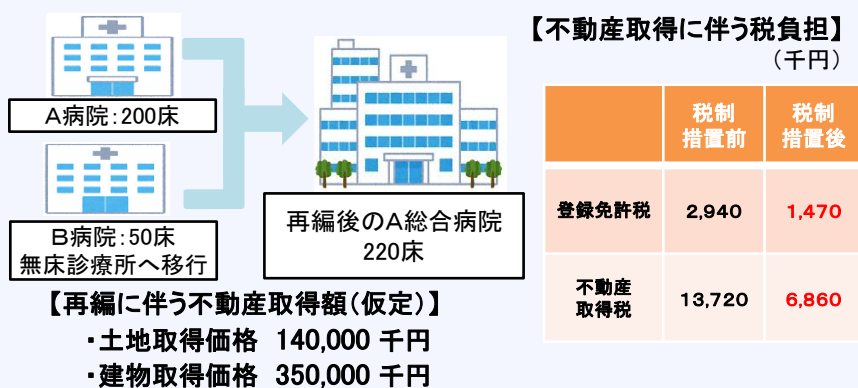 A病院:200床
B病院:50床
無床診療所へ移行
再編後のA総合病院
220床
【再編に伴う不動産取得額(仮定)】
・土地取得価格 140,000 千円
・建物取得価格 350,000 千円
【不動産取得に伴う税負担】
(千円)
税制
措置前
税制
措置後
登録免許税 2,940 1,470
不動産
取得税
13,720 6,860